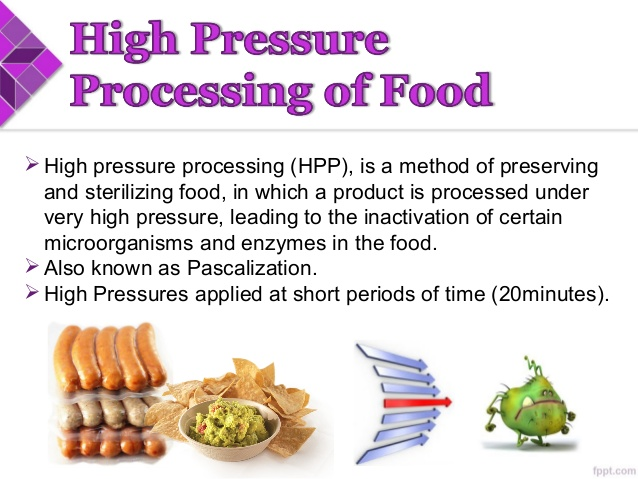 High Pressure
Processing of Food
➢ High pressure processing (HPP), is a method of preserving
and sterilizing food, in which a product is processed under
very high pressure, leading to the inactivation of certain
microorganisms and enzymes in the food.
➢ Also known as Pascalization.
➢ High Pressures applied at short periods of time (20minutes).
fppt.com